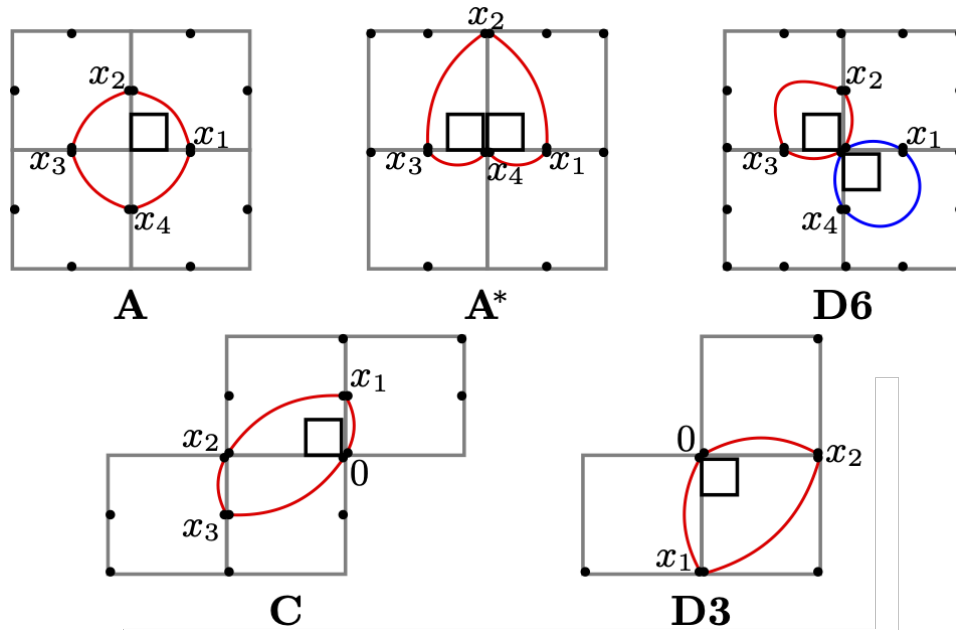 x₂
x₁
x₃
x₄
A
x₂
x₃
x₄
x₁
A*
x₂
x₁
x₃
x₄
D6
x₁
x₂
0
x₃
C
0
x₂
x₁
D3